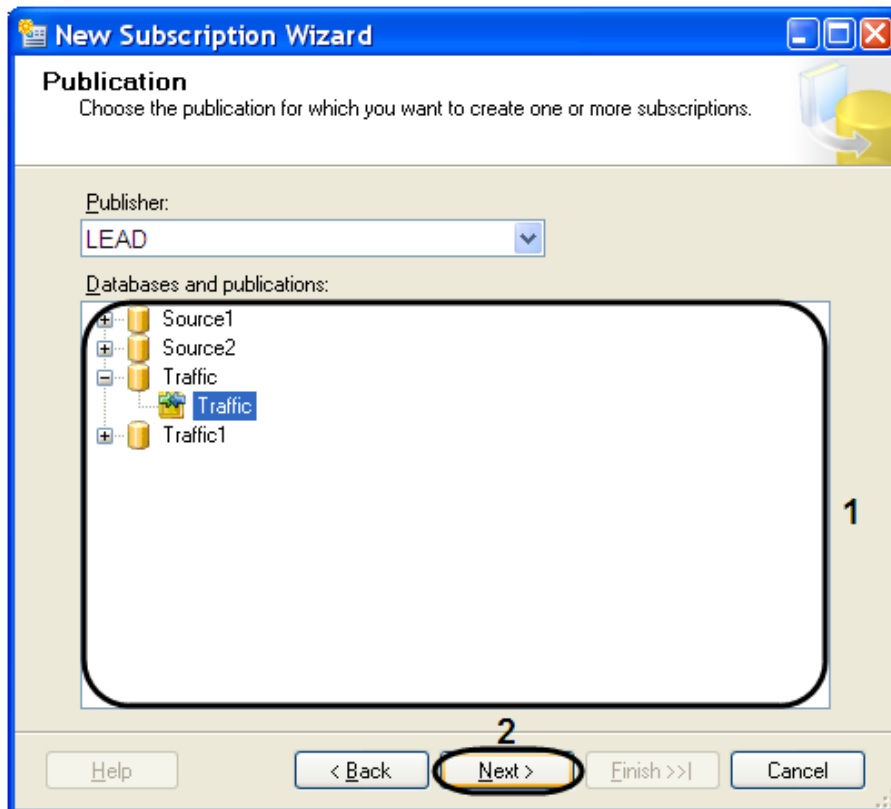 New Subscription Wizard
Publication
Choose the publication for which you want to create one or more subscriptions.
Publisher:
LEAD
Databases and publications:
Source1
Source2
Traffic
Traffic
Traffic1
1
2
Help
< Back
Next >
Finish >>|
Cancel